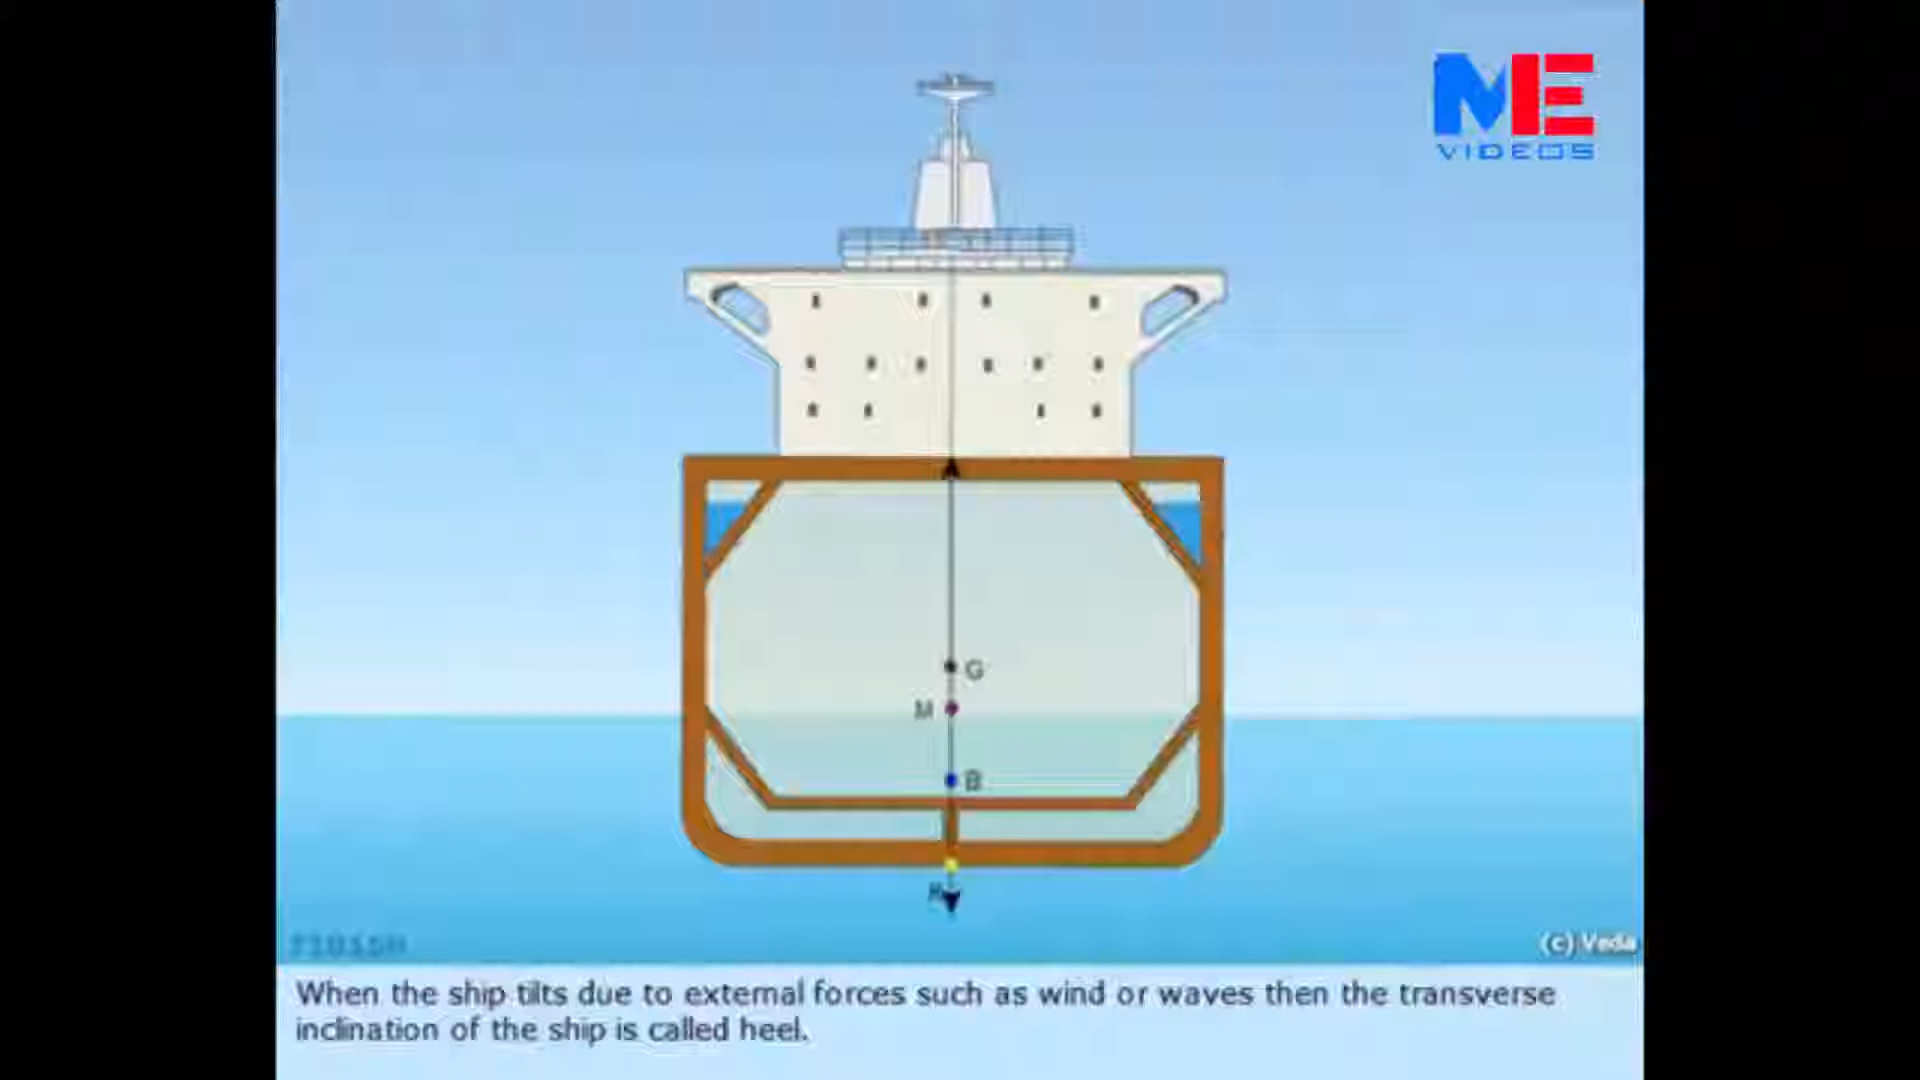 ME
VIDEOS
G
M
B
K
(c) Veda
When the ship tilts due to external forces such as wind or waves then the transverse
inclination of the ship is called heel.